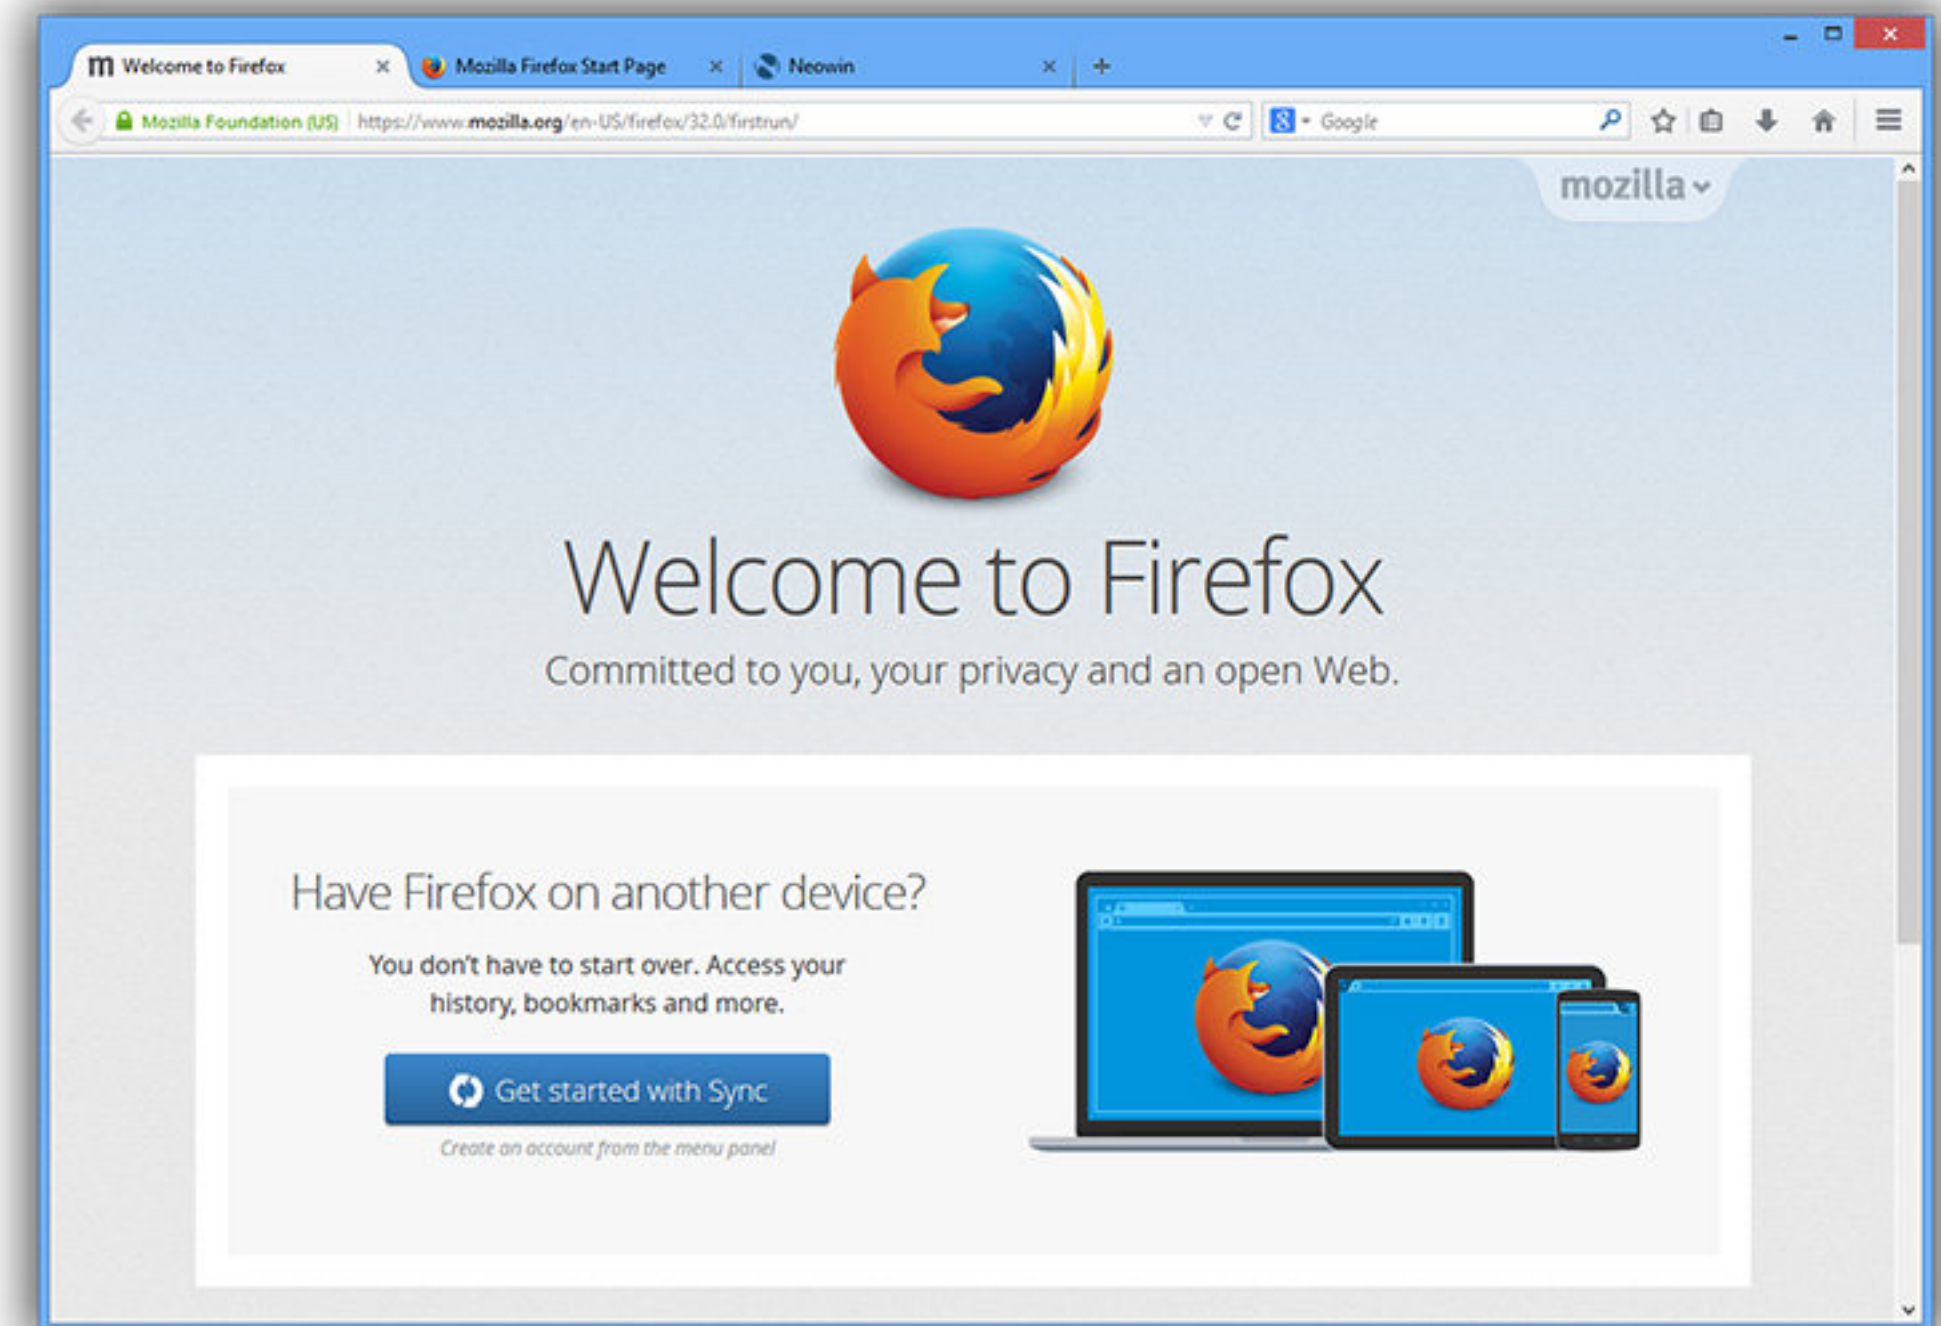 m Welcome to Firefox
Mozilla Firefox Start Page
Neowin
Mozilla Foundation (US)
https://www.mozilla.org/en-US/firefox/32.0/firstrun/
8
Google
mozilla
Welcome to Firefox
Committed to you, your privacy and an open Web.
Have Firefox on another device?
You don't have to start over. Access your
history, bookmarks and more.
Get started with Sync
Create an account from the menu panel